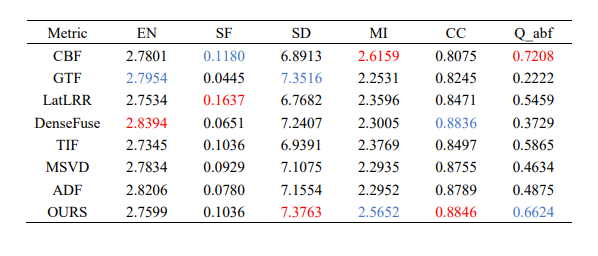 Metric EN SF SD MI CC Q_abf
CBF 2.7801 0.1180 6.8913 2.6159 0.8075 0.7208
GTF 2.7954 0.0445 7.3516 2.2531 0.8245 0.2222
LatLRR 2.7534 0.1637 6.7682 2.3596 0.8471 0.5459
DenseFuse 2.8394 0.0651 7.2407 2.3005 0.8836 0.3729
TIF 2.7345 0.1036 6.9391 2.3769 0.8497 0.5865
MSVD 2.7834 0.0929 7.1075 2.2935 0.8755 0.4634
ADF 2.8206 0.0780 7.1554 2.2952 0.8789 0.4875
OURS 2.7599 0.1036 7.3763 2.5652 0.8846 0.6624